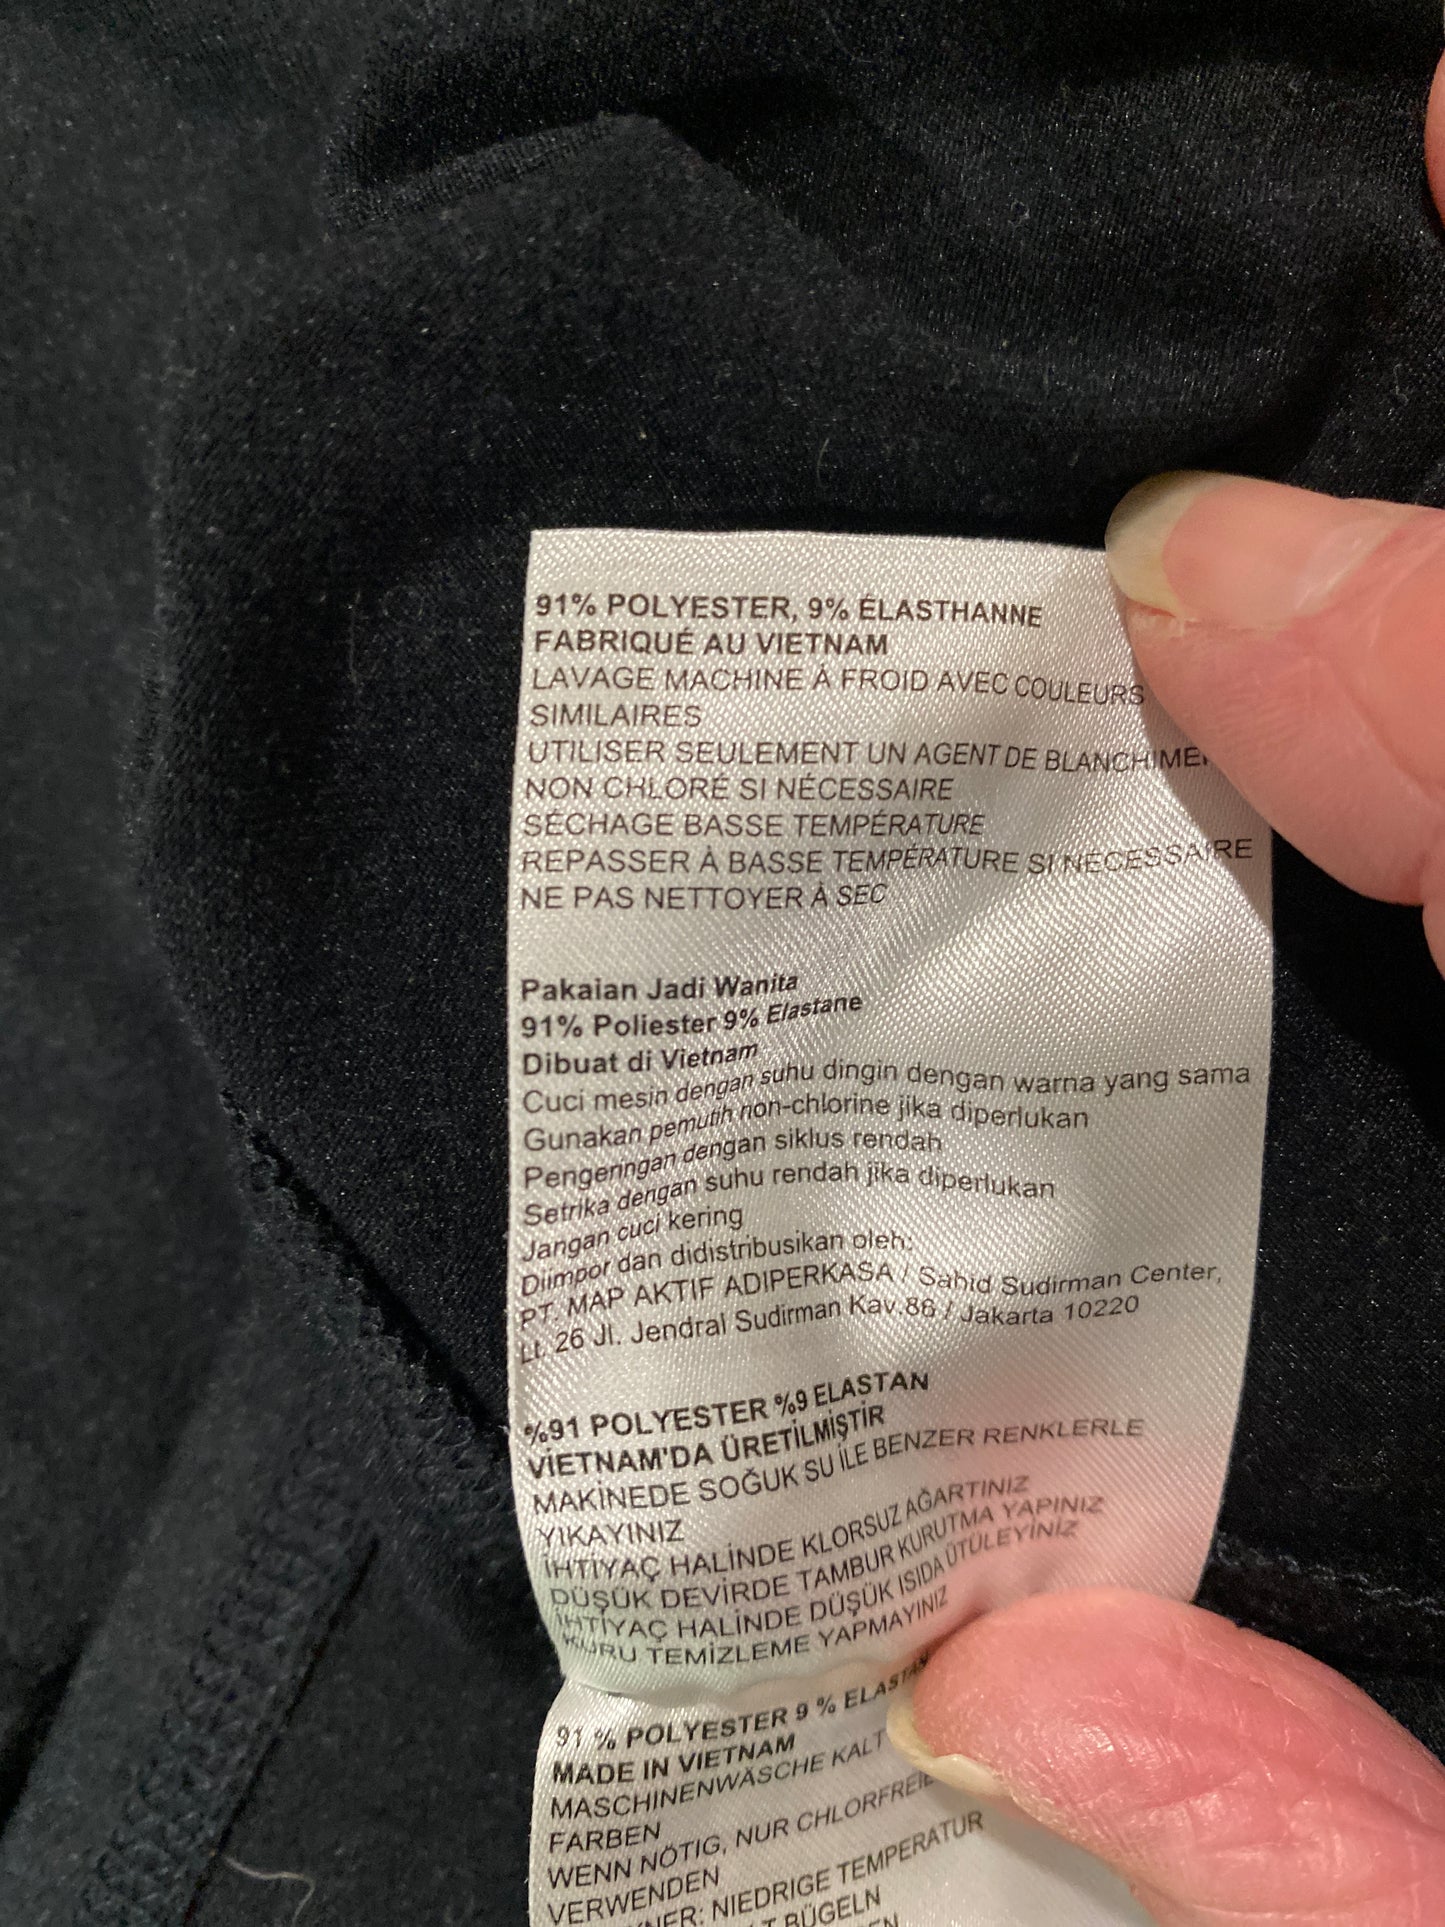 91% POLYESTER, 9% ÉLASTHANNE
FABRIQUÉ AU VIETNAM
LAVAGE MACHINE À FROID AVEC COULEURS
SIMILAIRES
UTILISER SEULEMENT UN AGENT DE BLANCHIME
NON CHLORÉ SI NÉCESSAIRE
SÉCHAGE BASSE TEMPÉRATURE
REPASSER À BASSE TEMPÉRATURE SI NÉCESSAIRE
NE PAS NETTOYER À SEC
Pakaian Jadi Wanita
91% Poliester 9% Elastane
Dibuat di Vietnam
Cuci mesin dengan suhu dingin dengan warna yang sama
Gunakan pemutih non-chlorine jika diperlukan
Pengeringan dengan siklus rendah
Setrika dengan suhu rendah jika diperlukan
Jangan cuci kering
Diimpor dan didistribusikan oleh:
PT. MAP AKTIF ADIPERKASA / Sahid Sudirman Center,
Lt. 26 Jl. Jendral Sudirman Kav.86 / Jakarta 10220
%91 POLYESTER %9 ELASTAN
VİETNAM'DA ÜRETİLMİŞTİR
MAKİNEDE SOĞUK SU İLE BENZER RENKLERLE
YIKAYINIZ
İHTİYAÇ HALİNDE KLORSUZ AĞARTINIZ
DÜŞÜK DEVİRDE TAMBUR KURUTMA YAPINIZ
İHTİYAÇ HALİNDE DÜŞÜK ISIDA ÜTÜLEYİNİZ
KURU TEMİZLEME YAPMAYINIZ
91 % POLYESTER 9 % ELASTAN
MADE IN VIETNAM
MASCHINENWÄSCHE KALT
FARBEN
WENN NÖTIG, NUR CHLORFREIE
VERWENDEN
NIEDRIGE TEMPERATUR
BÜGELN